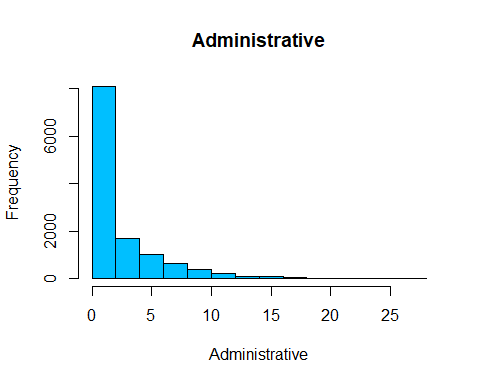 Administrative
Frequency
6000
2000
0
0 5 10 15 20 25
Administrative